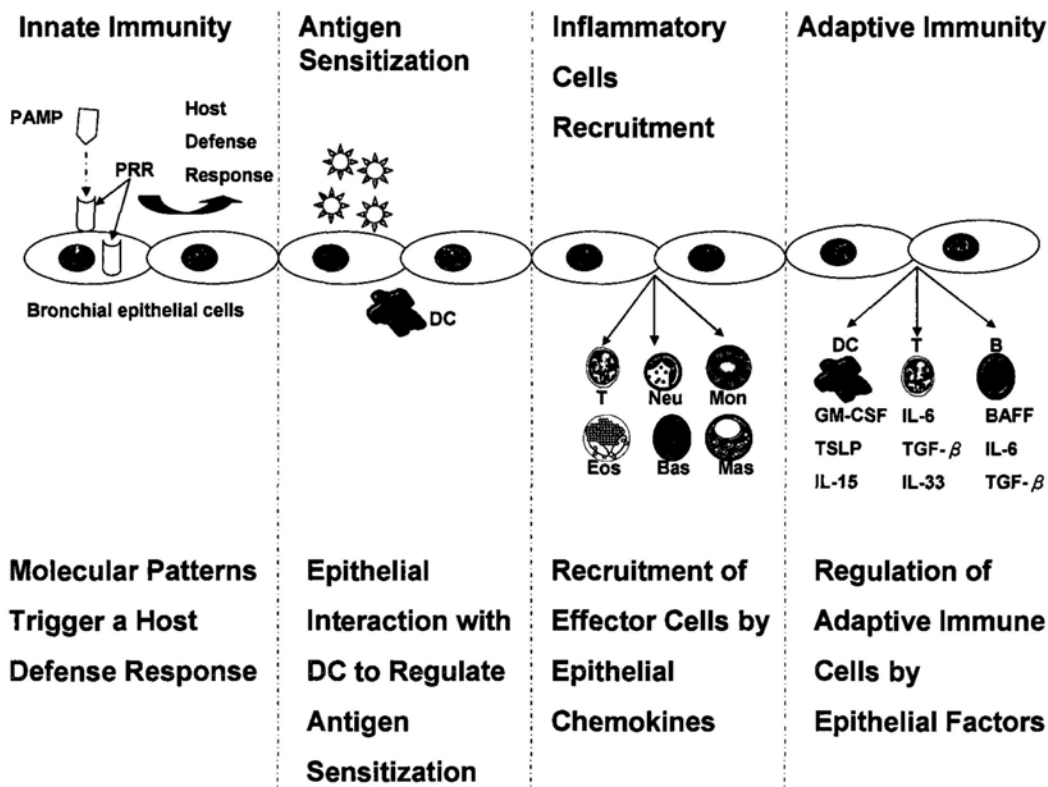 Innate Immunity
PAMP
PRR
Host
Defense
Response
Bronchial epithelial cells
Molecular Patterns
Trigger a Host
Defense Response
Antigen
Sensitization
DC
Epithelial
Interaction with
DC to Regulate
Antigen
Sensitization
Inflammatory
Cells
Recruitment
T Neu Mon
Eos Bas Mas
Recruitment of
Effector Cells by
Epithelial
Chemokines
Adaptive Immunity
DC T B
GM-CSF IL-6 BAFF
TSLP TGF-β IL-6
IL-15 IL-33 TGF-β
Regulation of
Adaptive Immune
Cells by
Epithelial Factors